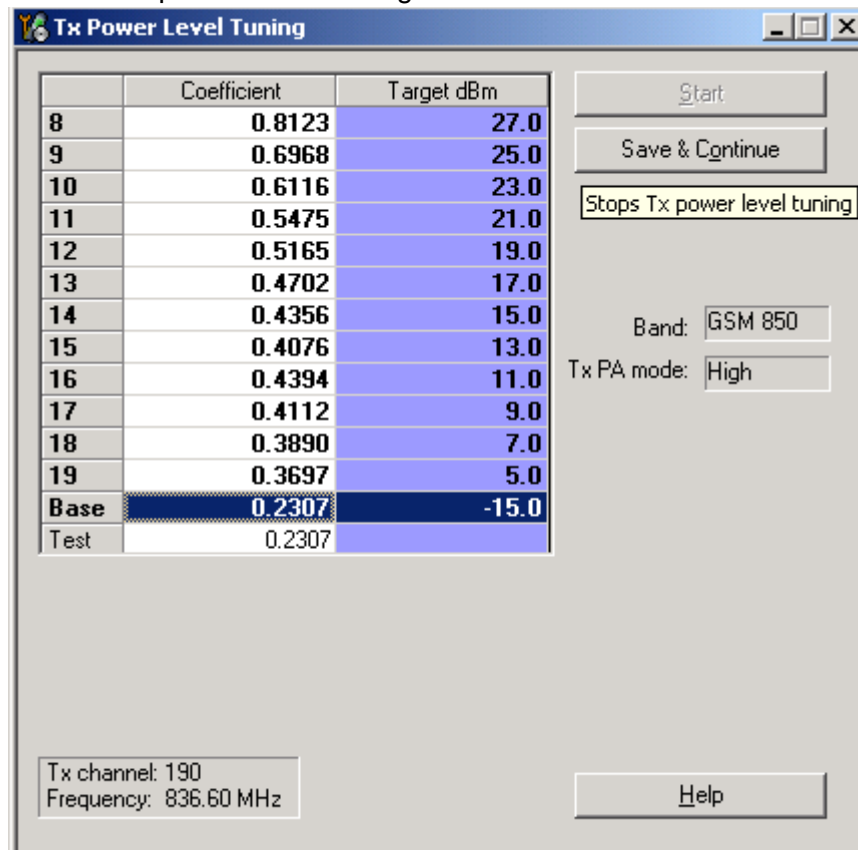 Tx Power Level Tuning
Coefficient Target dBm
8 0.8123 27.0
9 0.6968 25.0
10 0.6116 23.0
11 0.5475 21.0
12 0.5165 19.0
13 0.4702 17.0
14 0.4356 15.0
15 0.4076 13.0
16 0.4394 11.0
17 0.4112 9.0
18 0.3890 7.0
19 0.3697 5.0
Base 0.2307 -15.0
Test 0.2307
Start
Save & Continue
Stops Tx power level tuning
Band: GSM 850
Tx PA mode: High
Tx channel: 190
Frequency: 836.60 MHz
Help